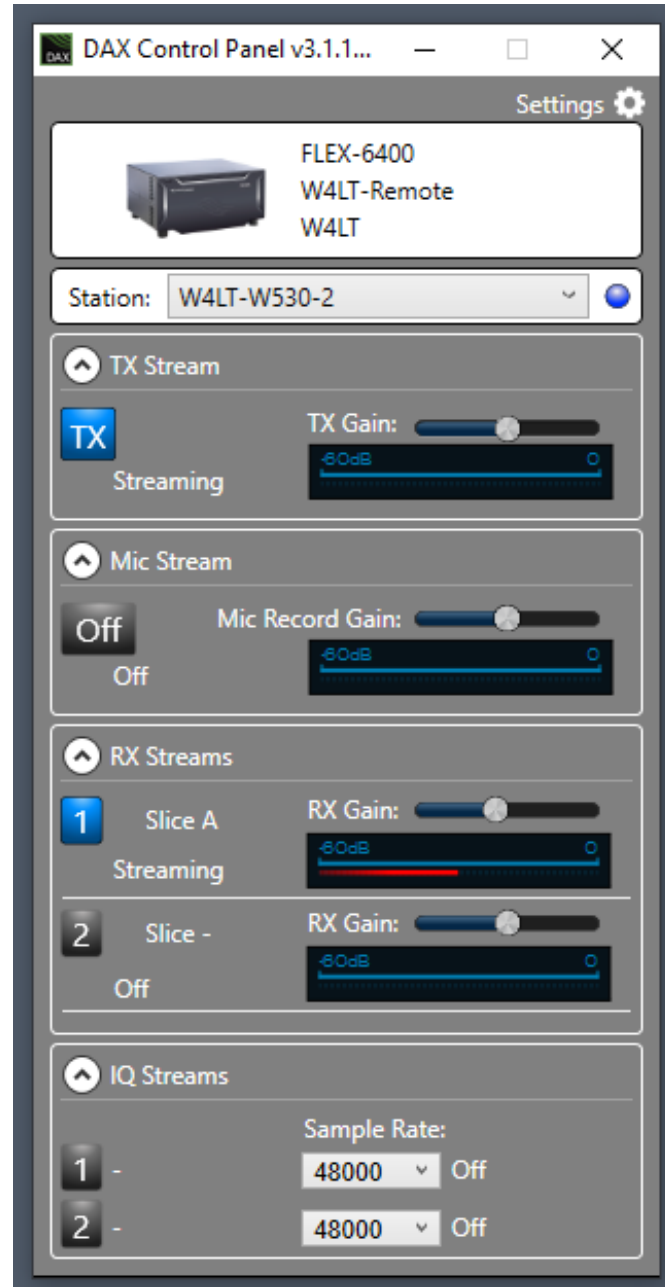 DAX DAX Control Panel v3.1.1...
Settings
FLEX-6400
W4LT-Remote
W4LT
Station: W4LT-W530-2
TX Stream
TX TX Gain:
-60dB 0
Streaming
Mic Stream
Off Mic Record Gain:
-60dB 0
Off
RX Streams
1 Slice A RX Gain:
-60dB 0
Streaming
2 Slice - RX Gain:
-60dB 0
Off
IQ Streams
Sample Rate:
1 - 48000 Off
2 - 48000 Off